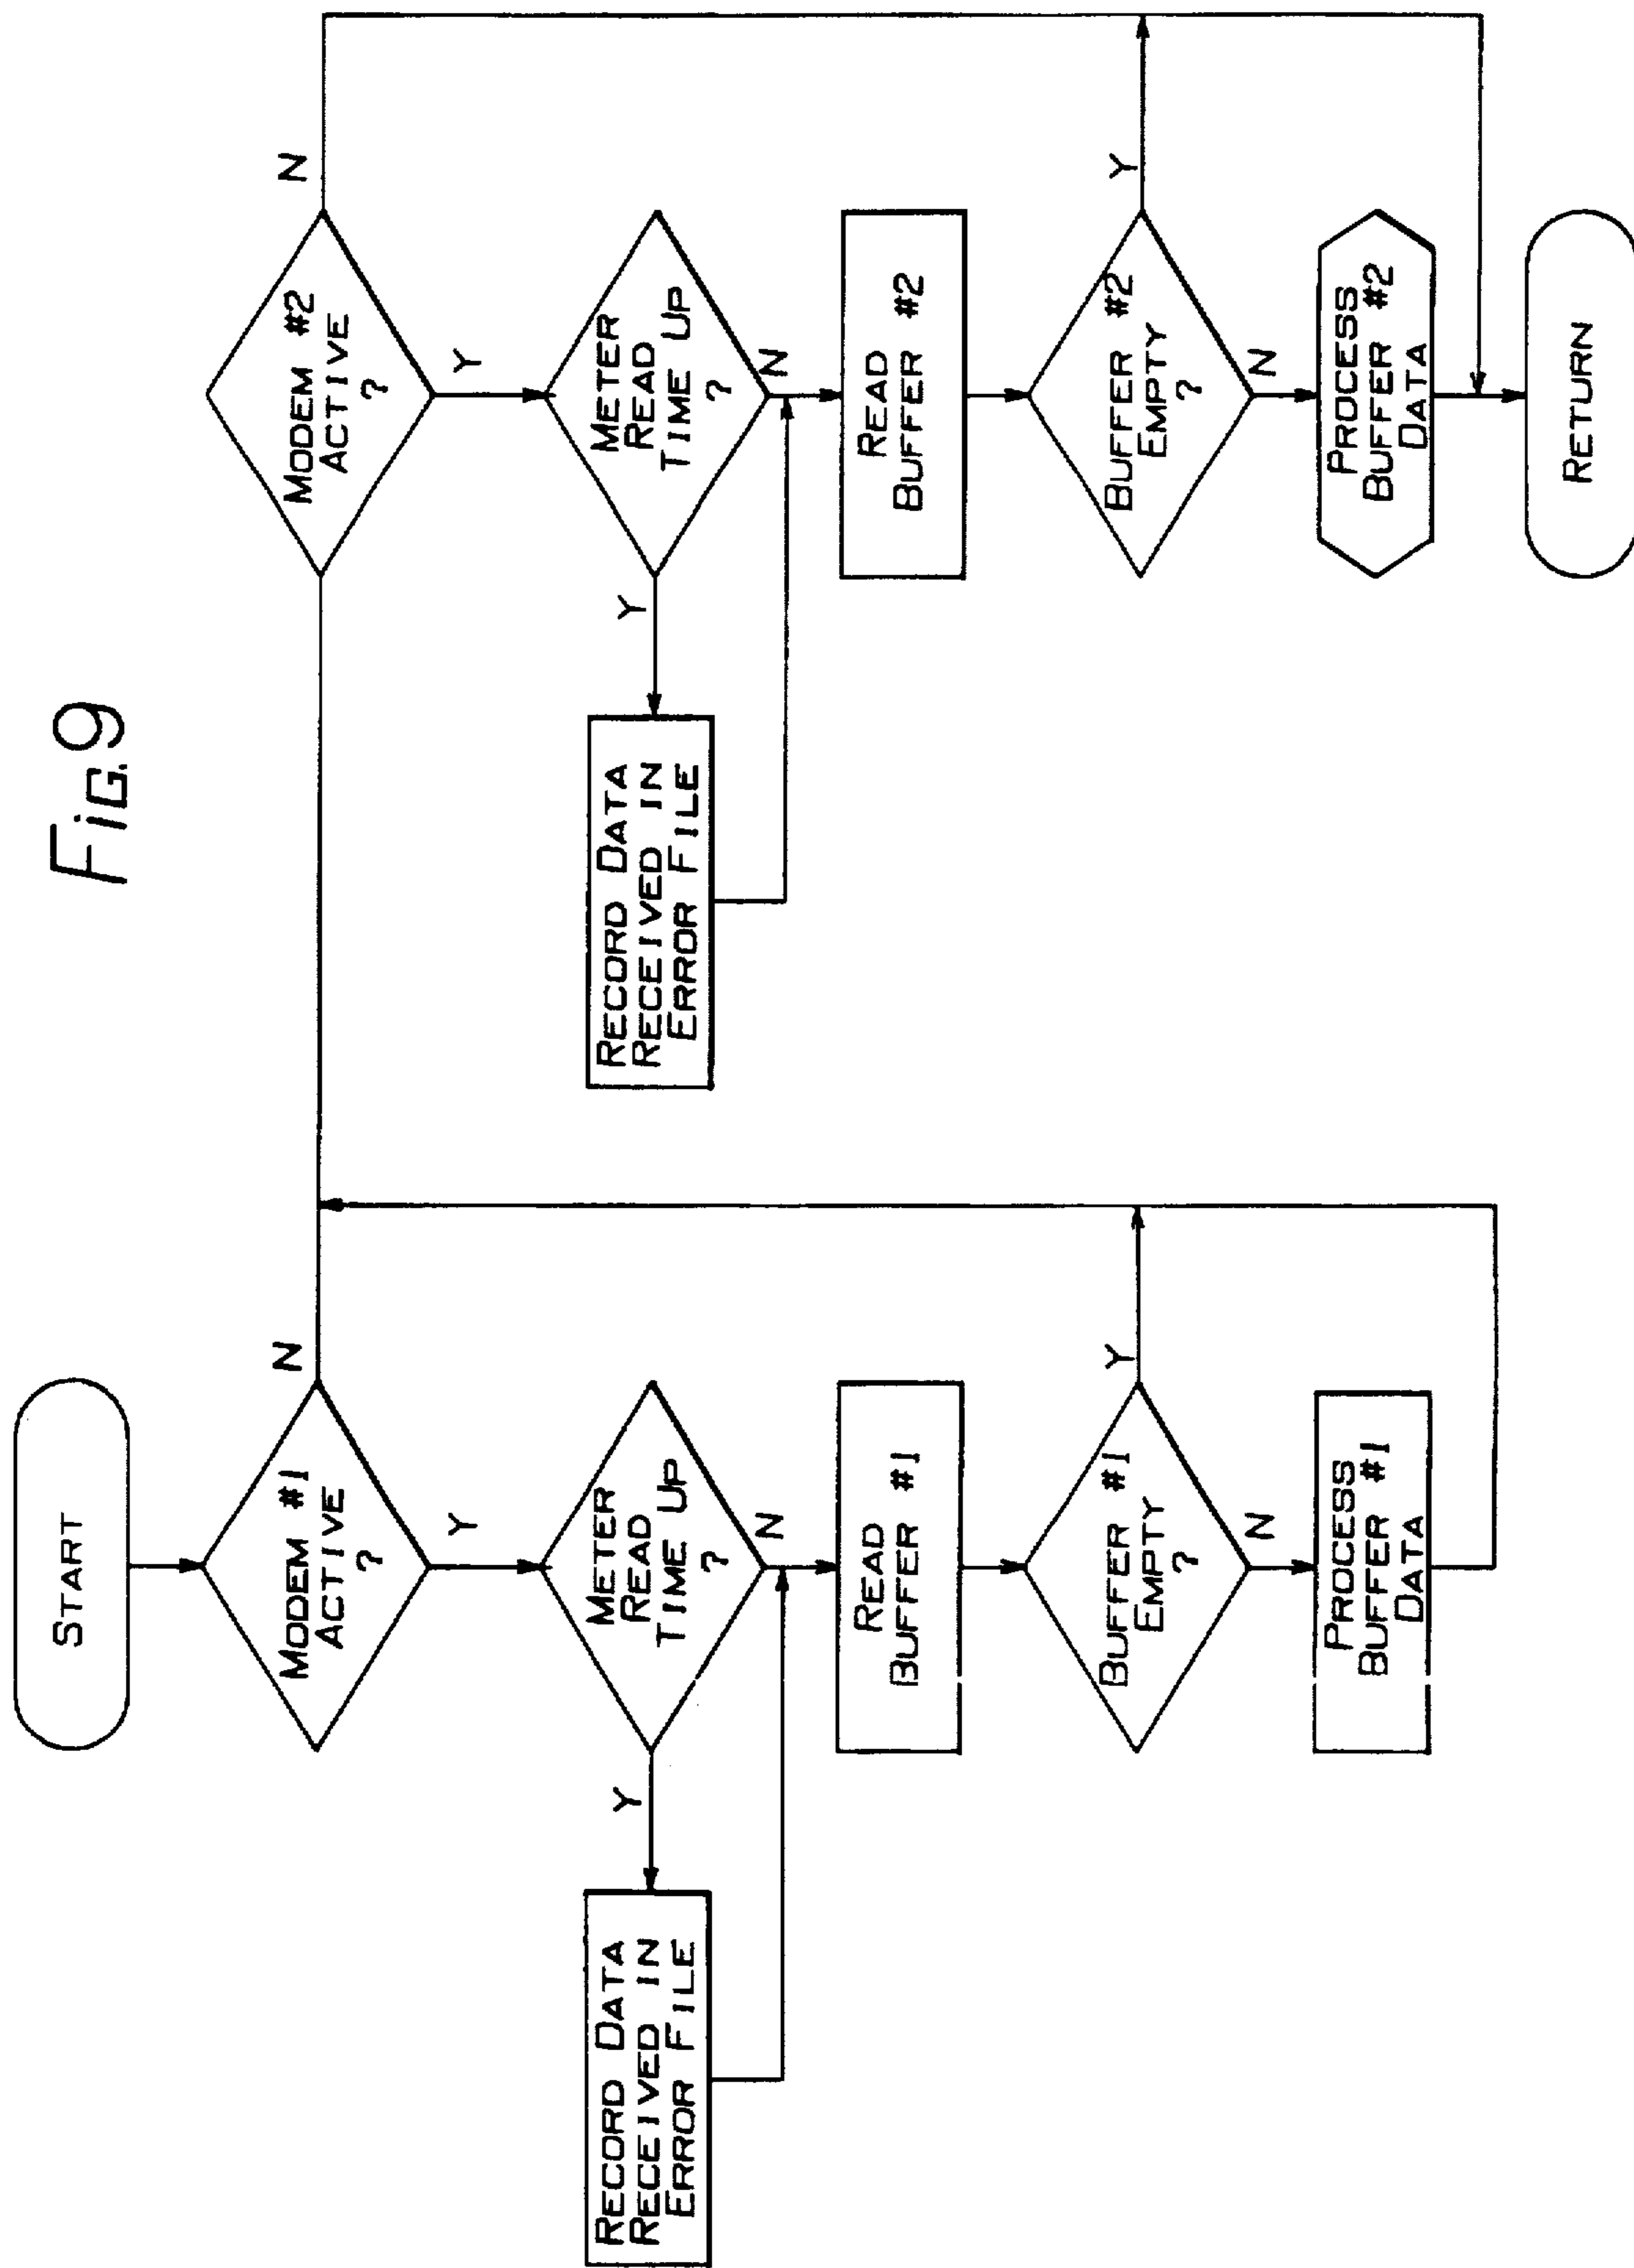 Fig. 9
START
MODEM #1
ACTIVE
?
N
Y
METER
READ
TIME UP
?
Y
N
RECORD DATA
RECEIVED IN
ERROR FILE
READ
BUFFER #1
BUFFER #1
EMPTY
?
Y
N
PROCESS
BUFFER #1
DATA
MODEM #2
ACTIVE
?
N
Y
METER
READ
TIME UP
?
Y
N
RECORD DATA
RECEIVED IN
ERROR FILE
READ
BUFFER #2
BUFFER #2
EMPTY
?
Y
N
PROCESS
BUFFER #2
DATA
RETURN